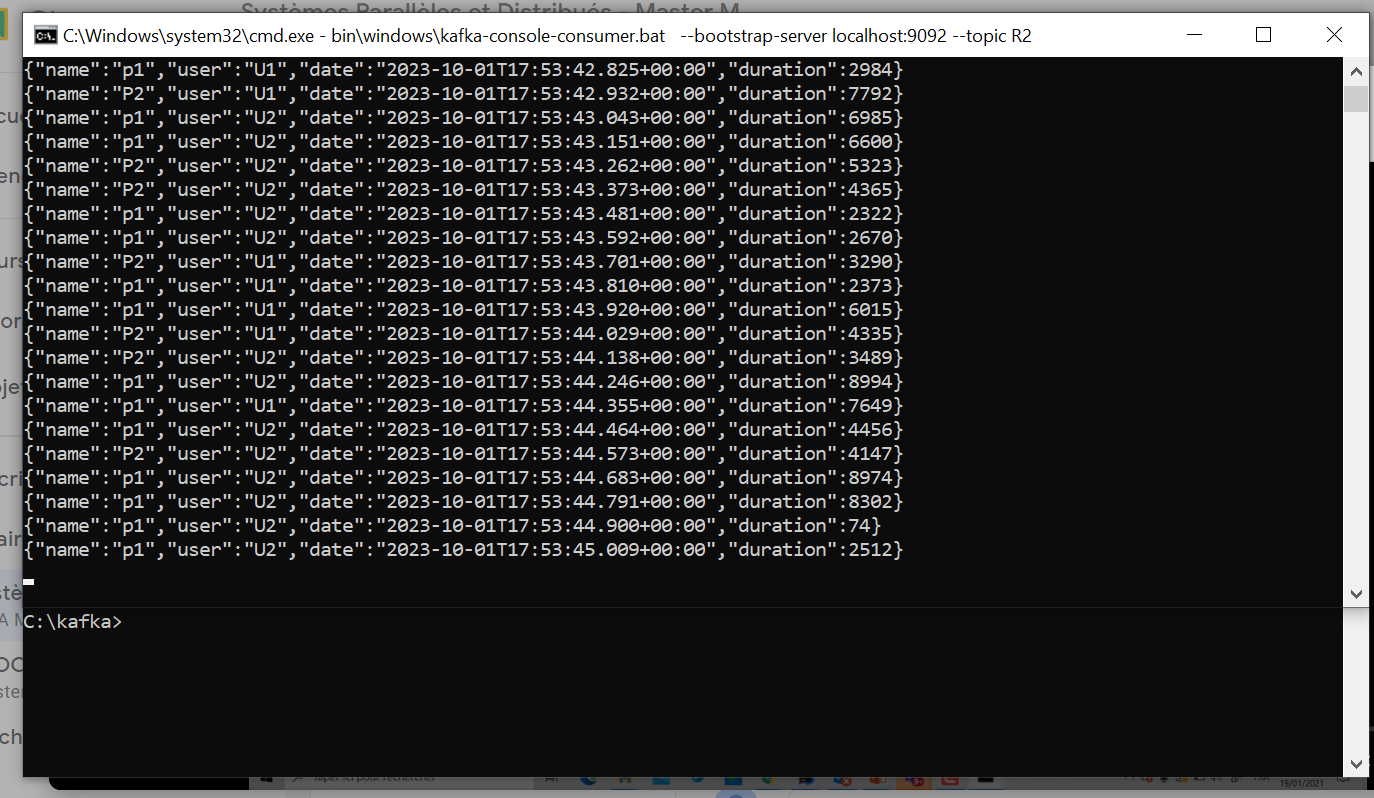 Systèmes Parallèles et Distribués - Master M
C:\Windows\system32\cmd.exe - bin\windows\kafka-console-consumer.bat   --bootstrap-server localhost:9092 --topic R2
{"name":"p1","user":"U1","date":"2023-10-01T17:53:42.825+00:00","duration":2984}
{"name":"P2","user":"U1","date":"2023-10-01T17:53:42.932+00:00","duration":7792}
{"name":"p1","user":"U2","date":"2023-10-01T17:53:43.043+00:00","duration":6985}
{"name":"p1","user":"U2","date":"2023-10-01T17:53:43.151+00:00","duration":6600}
{"name":"P2","user":"U2","date":"2023-10-01T17:53:43.262+00:00","duration":5323}
{"name":"P2","user":"U2","date":"2023-10-01T17:53:43.373+00:00","duration":4365}
{"name":"p1","user":"U2","date":"2023-10-01T17:53:43.481+00:00","duration":2322}
{"name":"p1","user":"U2","date":"2023-10-01T17:53:43.592+00:00","duration":2670}
{"name":"P2","user":"U1","date":"2023-10-01T17:53:43.701+00:00","duration":3290}
{"name":"p1","user":"U1","date":"2023-10-01T17:53:43.810+00:00","duration":2373}
{"name":"p1","user":"U1","date":"2023-10-01T17:53:43.920+00:00","duration":6015}
{"name":"P2","user":"U1","date":"2023-10-01T17:53:44.029+00:00","duration":4335}
{"name":"P2","user":"U2","date":"2023-10-01T17:53:44.138+00:00","duration":3489}
{"name":"p1","user":"U2","date":"2023-10-01T17:53:44.246+00:00","duration":8994}
{"name":"p1","user":"U1","date":"2023-10-01T17:53:44.355+00:00","duration":7649}
{"name":"p1","user":"U2","date":"2023-10-01T17:53:44.464+00:00","duration":4456}
{"name":"P2","user":"U2","date":"2023-10-01T17:53:44.573+00:00","duration":4147}
{"name":"p1","user":"U2","date":"2023-10-01T17:53:44.683+00:00","duration":8974}
{"name":"p1","user":"U2","date":"2023-10-01T17:53:44.791+00:00","duration":8302}
{"name":"p1","user":"U2","date":"2023-10-01T17:53:44.900+00:00","duration":74}
{"name":"p1","user":"U2","date":"2023-10-01T17:53:45.009+00:00","duration":2512}
C:\kafka>
19/01/2021